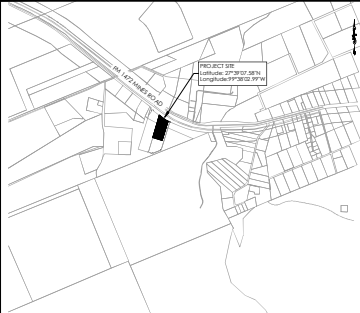 PROJECT SITE
Latitude: 27°39'07.58"N
Longitude:99°38'02.99"W
FM 1472 MINES ROAD